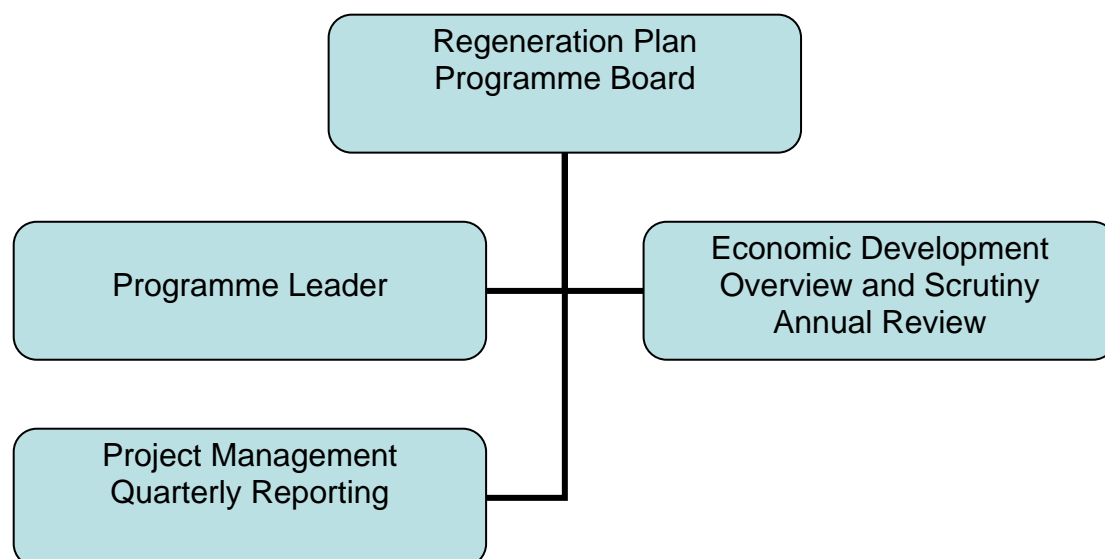 Regeneration Plan
Programme Board
Programme Leader
Economic Development
Overview and Scrutiny
Annual Review
Project Management
Quarterly Reporting